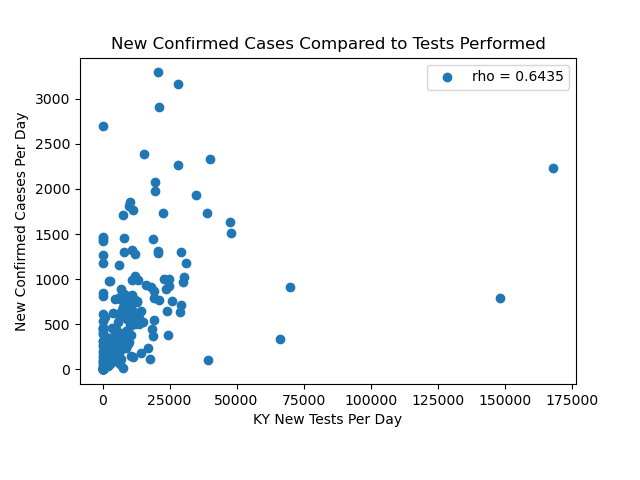 New Confirmed Cases Compared to Tests Performed
rho = 0.6435
New Confirmed Caeses Per Day
3000
2500
2000
1500
1000
500
0
0 25000 50000 75000 100000 125000 150000 175000
KY New Tests Per Day